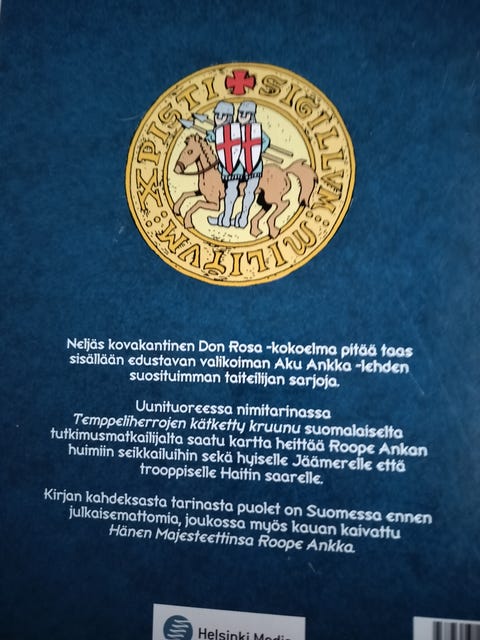 SIGILLVM : MILITVM : XPISTI
Neljäs kovakantinen Don Rosa -kokoelma pitää taas
sisällään edustavan valikoiman Aku Ankka -lehden
suosituimman taiteilijan sarjoja.
Uunituoreessa nimitarinassa
Temppeliherrojen kätketty kruunu suomalaiselta
tutkimusmatkailijalta saatu kartta heittää Roope Ankan
huimiin seikkailuihin sekä hyiselle Jäämerelle että
trooppiselle Haitin saarelle.
Kirjan kahdeksasta tarinasta puolet on Suomessa ennen
julkaisemattomia, joukossa myös kauan kaivattu
Hänen Majesteettinsa Roope Ankka.
Helsinki Media